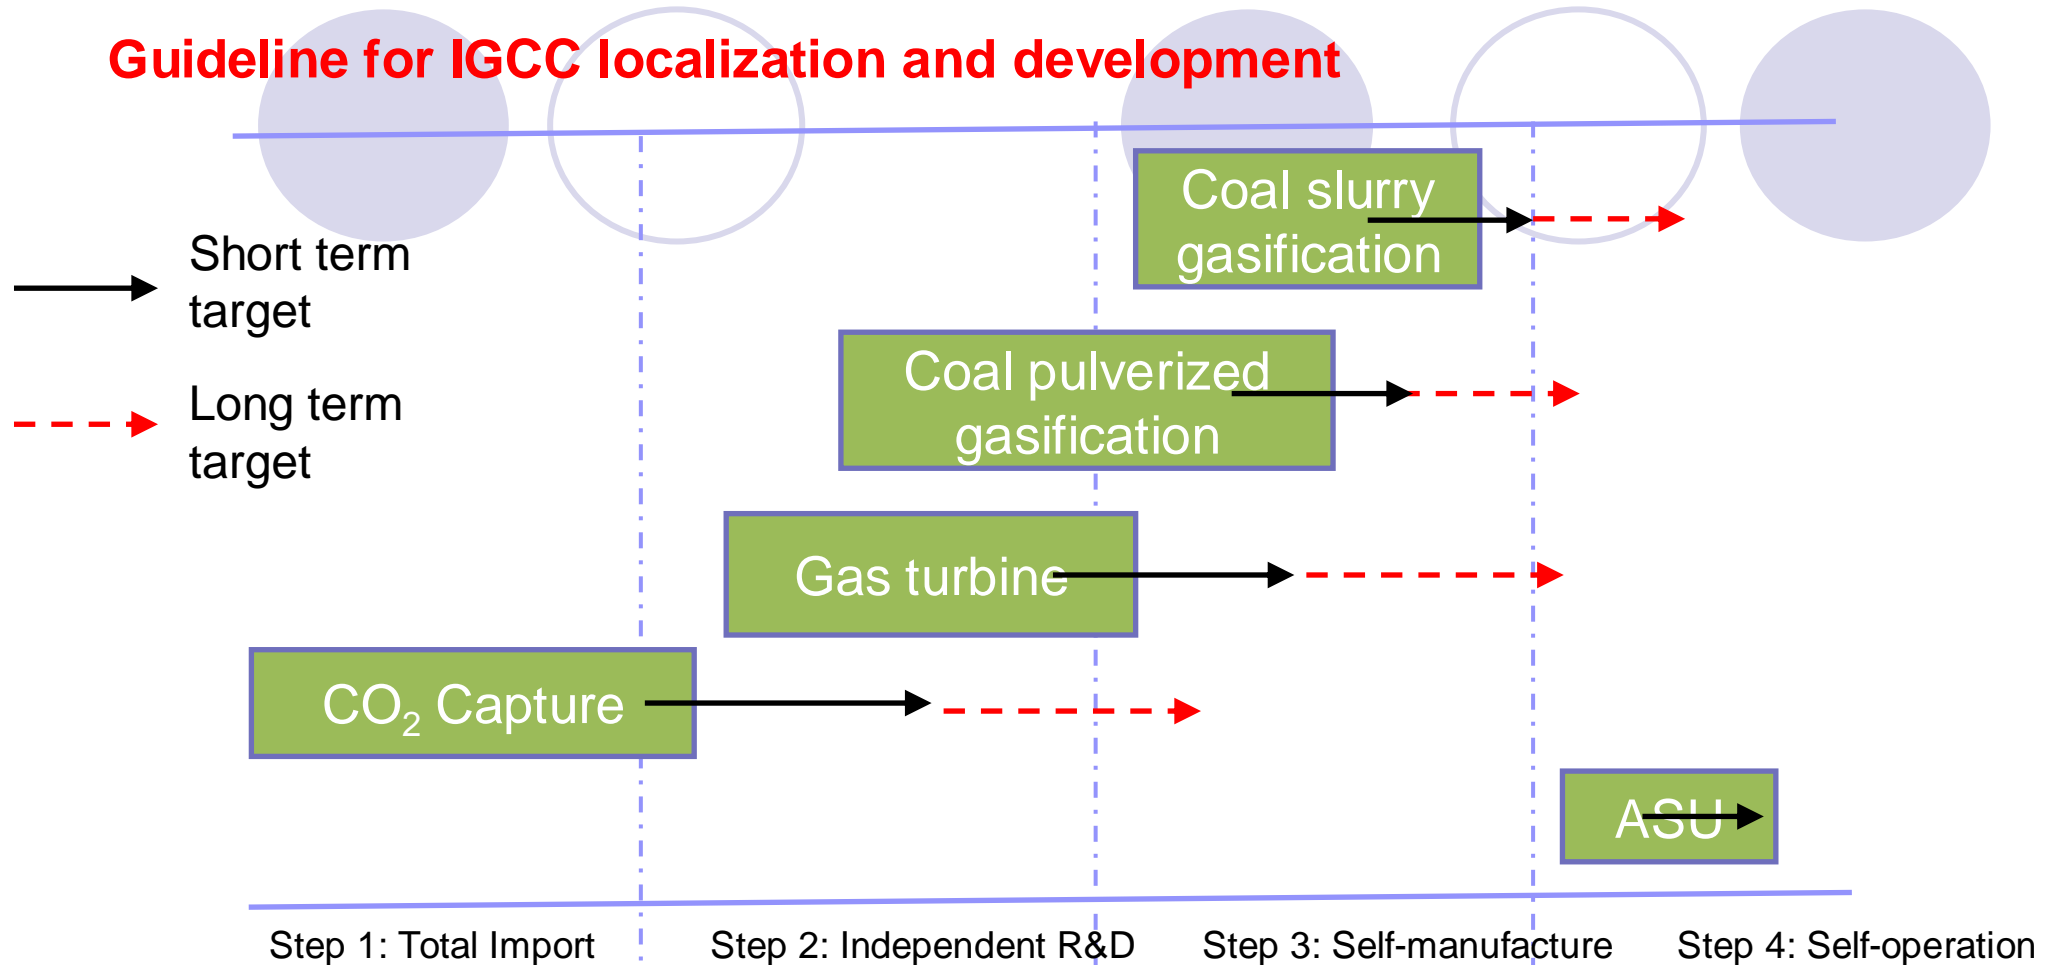 Guideline for IGCC localization and development
Short term
target
Long term
target
Coal slurry
gasification
Coal pulverized
gasification
Gas turbine
CO₂ Capture
ASU
Step 1: Total Import
Step 2: Independent R&D
Step 3: Self-manufacture
Step 4: Self-operation